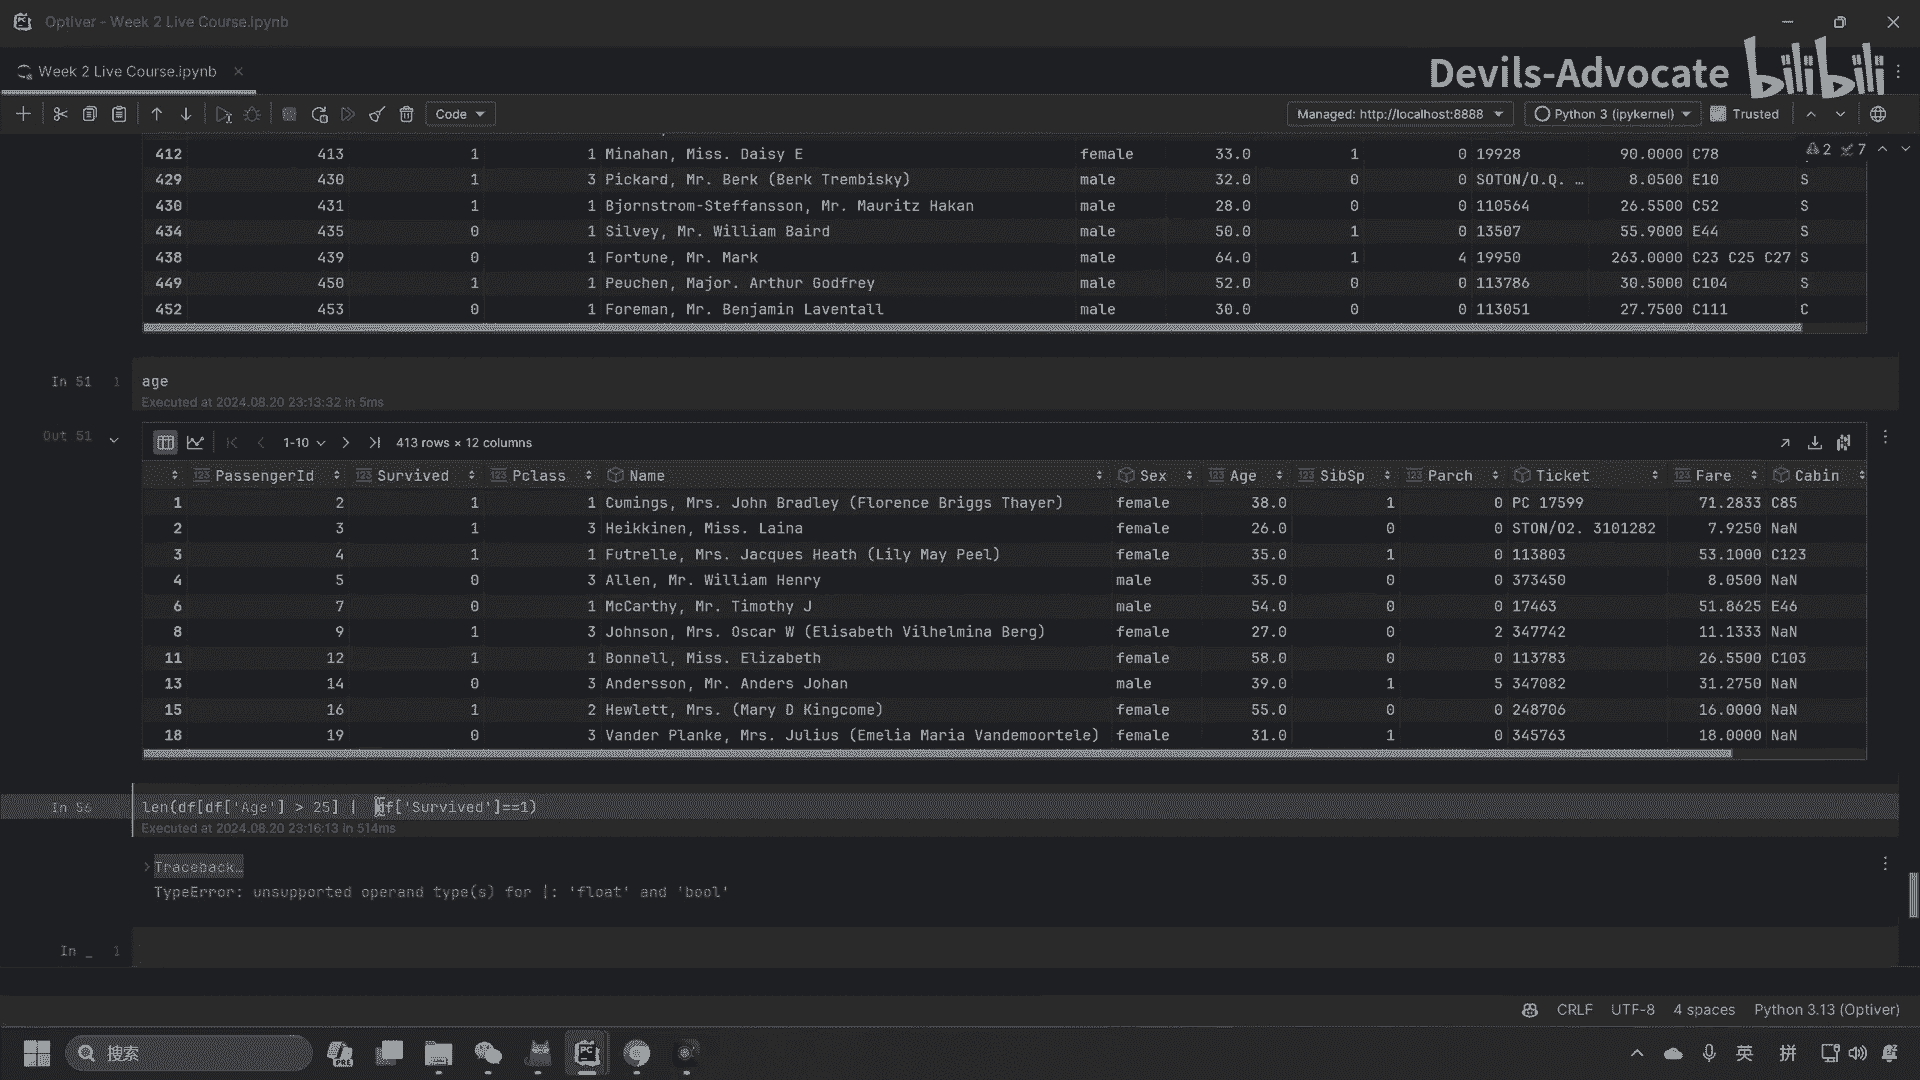 Optiver - Week 2 Live Course.ipynb
Week 2 Live Course.ipynb
Devils-Advocate bilibili
Code
Managed: http://localhost:8888
Python 3 (ipykernel)
Trusted
2 7
412 413 1 1 Minahan, Miss. Daisy E female 33.0 1 0 19928 90.0000 C78
429 430 1 3 Pickard, Mr. Berk (Berk Trembisky) male 32.0 0 0 SOTON/O.Q. … 8.0500 E10 S
430 431 1 1 Bjornstrom-Steffansson, Mr. Mauritz Hakan male 28.0 0 0 110564 26.5500 C52 S
434 435 0 1 Silvey, Mr. William Baird male 50.0 1 0 13507 55.9000 E44 S
438 439 0 1 Fortune, Mr. Mark male 64.0 1 4 19950 263.0000 C23 C25 C27 S
449 450 1 1 Peuchen, Major. Arthur Godfrey male 52.0 0 0 113786 30.5000 C104 S
452 453 0 1 Foreman, Mr. Benjamin Laventall male 30.0 0 0 113051 27.7500 C111 C
In 51 1 age
Executed at 2024.08.20 23:13:32 in 5ms
Out 51
1-10
413 rows × 12 columns
PassengerId Survived Pclass Name Sex Age SibSp Parch Ticket Fare Cabin
1 2 1 1 Cumings, Mrs. John Bradley (Florence Briggs Thayer) female 38.0 1 0 PC 17599 71.2833 C85
2 3 1 3 Heikkinen, Miss. Laina female 26.0 0 0 STON/O2. 3101282 7.9250 NaN
3 4 1 1 Futrelle, Mrs. Jacques Heath (Lily May Peel) female 35.0 1 0 113803 53.1000 C123
4 5 0 3 Allen, Mr. William Henry male 35.0 0 0 373450 8.0500 NaN
6 7 0 1 McCarthy, Mr. Timothy J male 54.0 0 0 17463 51.8625 E46
8 9 1 3 Johnson, Mrs. Oscar W (Elisabeth Vilhelmina Berg) female 27.0 0 2 347742 11.1333 NaN
11 12 1 1 Bonnell, Miss. Elizabeth female 58.0 0 0 113783 26.5500 C103
13 14 0 3 Andersson, Mr. Anders Johan male 39.0 1 5 347082 31.2750 NaN
15 16 1 2 Hewlett, Mrs. (Mary D Kingcome) female 55.0 0 0 248706 16.0000 NaN
18 19 0 3 Vander Planke, Mrs. Julius (Emelia Maria Vandemoortele) female 31.0 1 0 345763 18.0000 NaN
In 56 len(df[df['Age'] > 25] |  df['Survived']==1)
Executed at 2024.08.20 23:16:13 in 514ms
Traceback…
TypeError: unsupported operand type(s) for |: 'float' and 'bool'
In _ 1
CRLF UTF-8 4 spaces Python 3.13 (Optiver)
搜索
英 拼